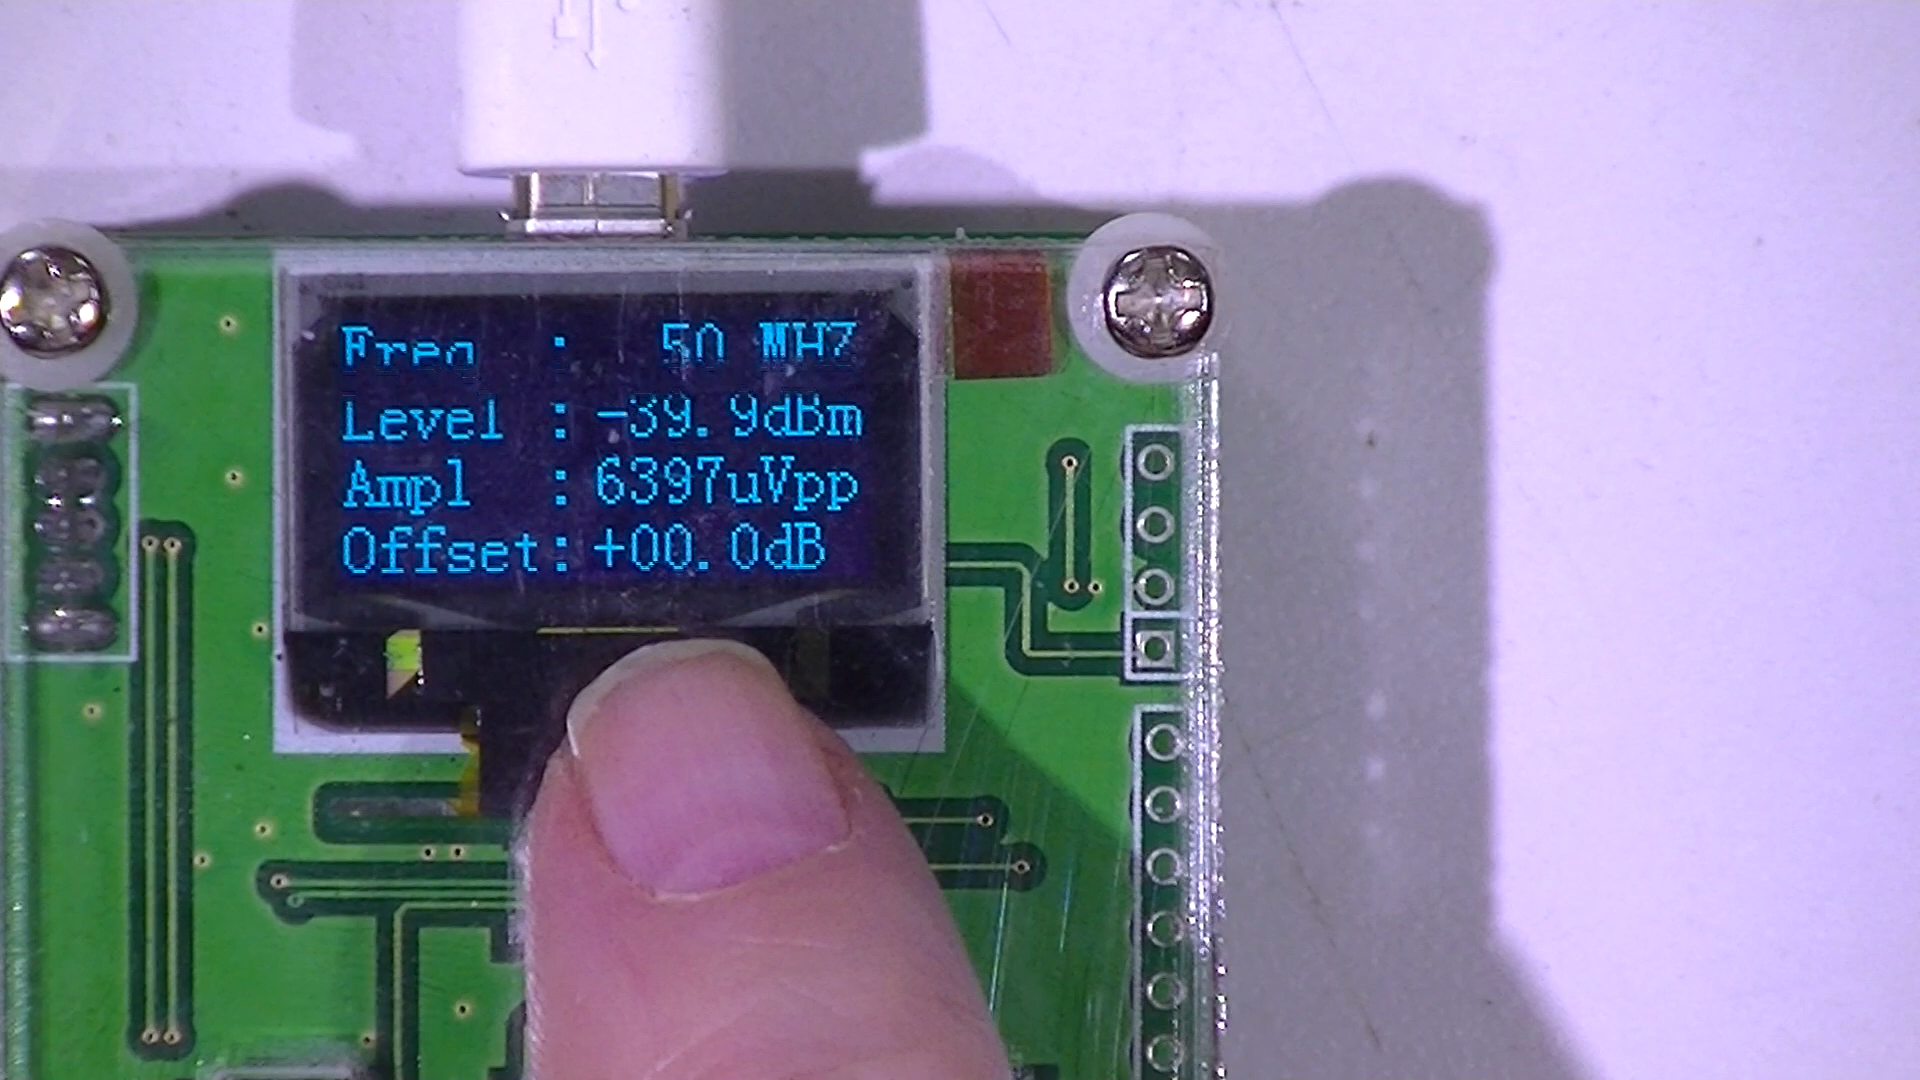 Freq : 50 MHZ
Level : -39.9dBm
Ampl : 6397uVpp
Offset: +00.0dB